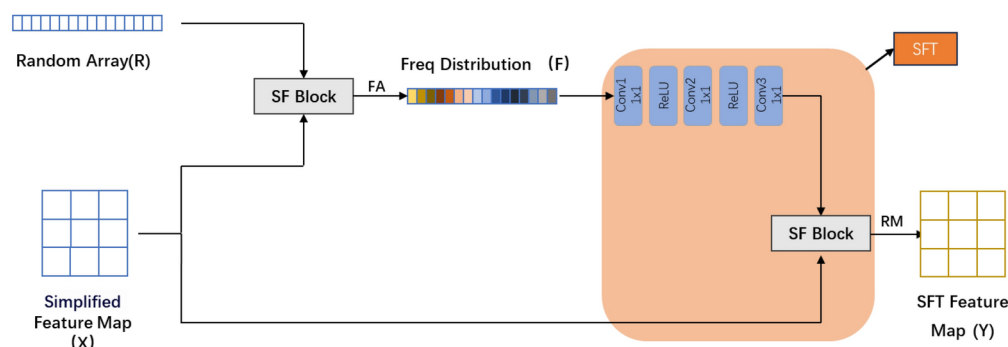 Random Array(R)
SF Block
FA
Freq Distribution (F)
Conv1
1x1
ReLU
Conv2
1x1
ReLU
Conv3
1x1
SFT
Simplified
Feature Map
(X)
SF Block
RM
SFT Feature
Map (Y)